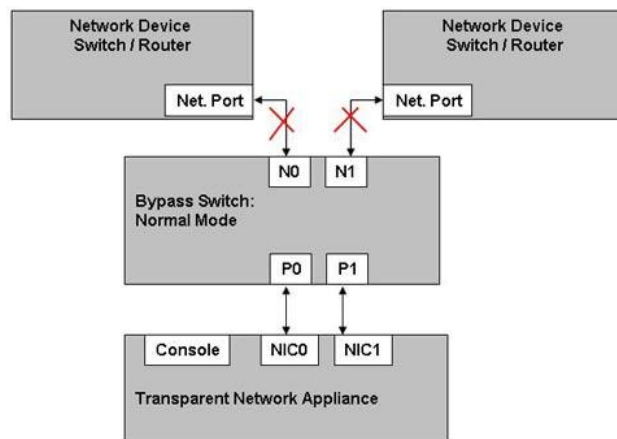 Network Device
Switch / Router
Net. Port
Network Device
Switch / Router
Net. Port
N0
N1
Bypass Switch:
Normal Mode
P0
P1
Console
NIC0
NIC1
Transparent Network Appliance